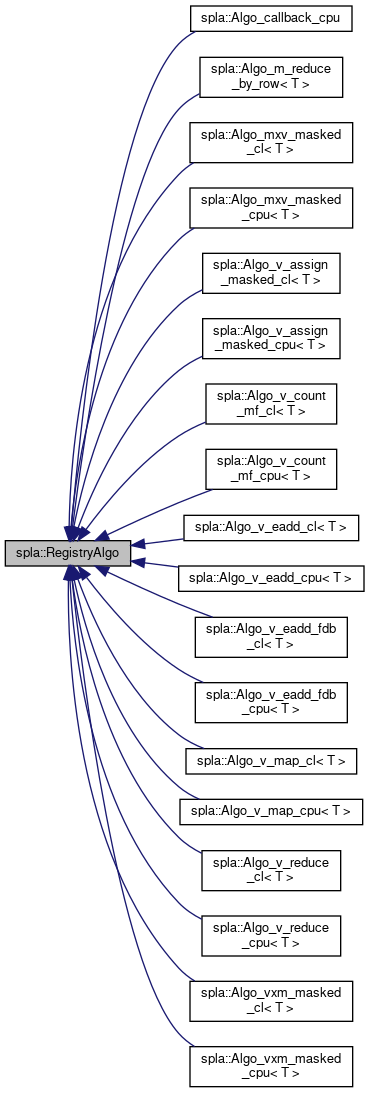 spla::Algo_callback_cpu
spla::Algo_m_reduce
_by_row< T >
spla::Algo_mxv_masked
_cl< T >
spla::Algo_mxv_masked
_cpu< T >
spla::Algo_v_assign
_masked_cl< T >
spla::Algo_v_assign
_masked_cpu< T >
spla::Algo_v_count
_mf_cl< T >
spla::Algo_v_count
_mf_cpu< T >
spla::Algo_v_eadd_cl< T >
spla::RegistryAlgo
spla::Algo_v_eadd_cpu< T >
spla::Algo_v_eadd_fdb
_cl< T >
spla::Algo_v_eadd_fdb
_cpu< T >
spla::Algo_v_map_cl< T >
spla::Algo_v_map_cpu< T >
spla::Algo_v_reduce
_cl< T >
spla::Algo_v_reduce
_cpu< T >
spla::Algo_vxm_masked
_cl< T >
spla::Algo_vxm_masked
_cpu< T >